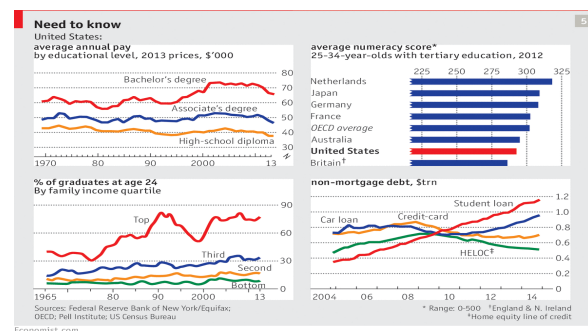 Need to know
5
United States:
average annual pay
by educational level, 2013 prices, $'000
Bachelor's degree
Associate's degree
High-school diploma
80
70
60
50
40
30
1970
80
90
2000
13
average numeracy score*
25-34-year-olds with tertiary education, 2012
225
250
275
300
325
Netherlands
Japan
Germany
France
OECD average
Australia
United States
Britain†
% of graduates at age 24
By family income quartile
Top
Third
Second
Bottom
90
60
30
0
1965
80
90
2000
13
non-mortgage debt, $trn
Student loan
Credit-card
Car loan
HELOC‡
1.2
1.0
0.8
0.6
0.4
0.2
0
2004
06
08
10
12
14
Sources: Federal Reserve Bank of New York/Equifax;
OECD; Pell Institute; US Census Bureau
* Range: 0-500 †England & N. Ireland
‡Home equity line of credit
Economist.com